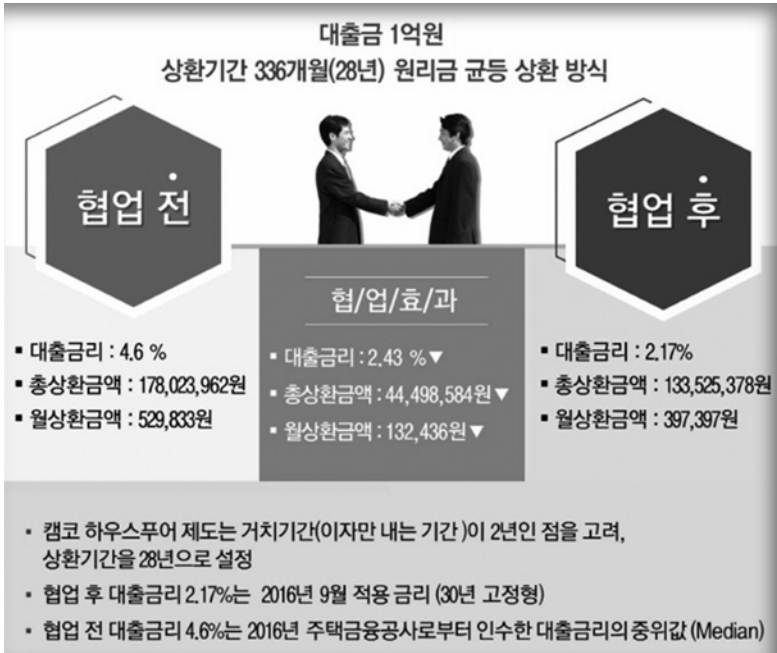 대출금 1억원
상환기간 336개월(28년) 원리금 균등 상환 방식
협업 전
▪ 대출금리 : 4.6 %
▪ 총상환금액 : 178,023,962원
▪ 월상환금액 : 529,833원
협/업/효/과
▪ 대출금리 : 2.43 %▼
▪ 총상환금액 : 44,498,584원▼
▪ 월상환금액 : 132,436원▼
협업 후
▪ 대출금리 : 2.17%
▪ 총상환금액 : 133,525,378원
▪ 월상환금액 : 397,397원
▪ 캠코 하우스푸어 제도는 거치기간(이자만 내는 기간 )이 2년인 점을 고려,
상환기간을 28년으로 설정
▪ 협업 후 대출금리 2.17%는 2016년 9월 적용 금리 (30년 고정형)
▪ 협업 전 대출금리 4.6%는 2016년 주택금융공사로부터 인수한 대출금리의 중위값 (Median)